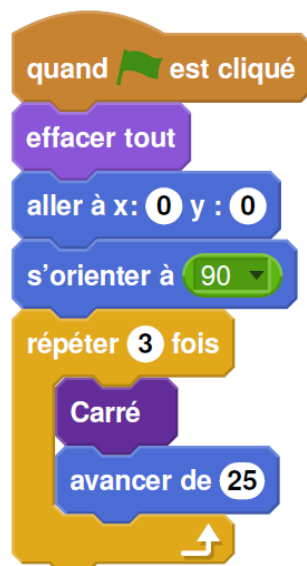 quand est cliqué
effacer tout
aller à x: 0 y : 0
s'orienter à 90
répéter 3 fois
Carré
avancer de 25